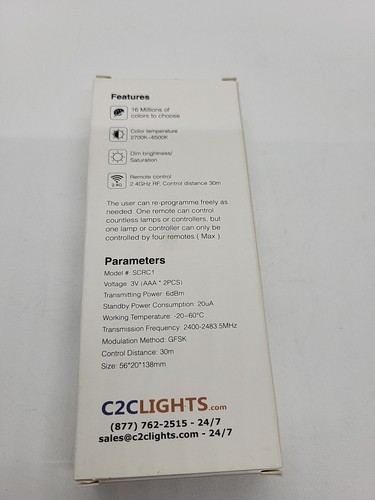 Features
16 Millions of
colors to choose
Color temperature
2700K~6500K
Dim brightness/
Saturation
2.4G
Remote control
2.4GHz RF, Control distance 30m
The user can re-programme freely as
needed. One remote can control
countless lamps or controllers, but
one lamp or controller can only be
controlled by four remotes ( Max )
Parameters
Model #: SCRC1
Voltage: 3V (AAA * 2PCS)
Transmitting Power: 6dBm
Standby Power Consumption: 20uA
Working Temperature: -20~60°C
Transmission Frequency: 2400-2483.5MHz
Modulation Method: GFSK
Control Distance: 30m
Size: 56*20*138mm
C2CLIGHTS.com
(877) 762-2515 - 24/7
sales@c2clights.com - 24/7